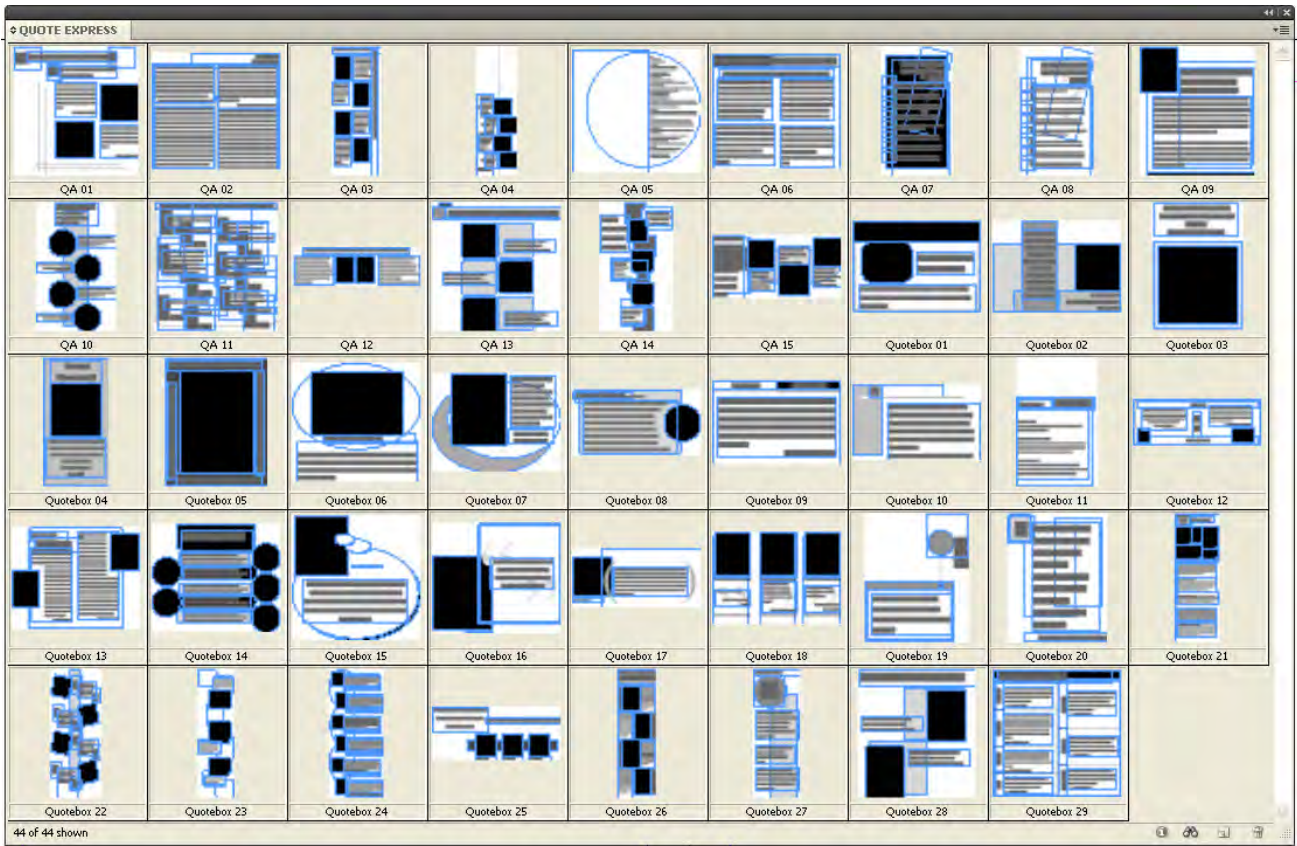 QUOTE EXPRESS
QA 01 QA 02 QA 03 QA 04 QA 05 QA 06 QA 07 QA 08 QA 09
QA 10 QA 11 QA 12 QA 13 QA 14 QA 15 Quotebox 01 Quotebox 02 Quotebox 03
Quotebox 04 Quotebox 05 Quotebox 06 Quotebox 07 Quotebox 08 Quotebox 09 Quotebox 10 Quotebox 11 Quotebox 12
Quotebox 13 Quotebox 14 Quotebox 15 Quotebox 16 Quotebox 17 Quotebox 18 Quotebox 19 Quotebox 20 Quotebox 21
Quotebox 22 Quotebox 23 Quotebox 24 Quotebox 25 Quotebox 26 Quotebox 27 Quotebox 28 Quotebox 29
44 of 44 shown